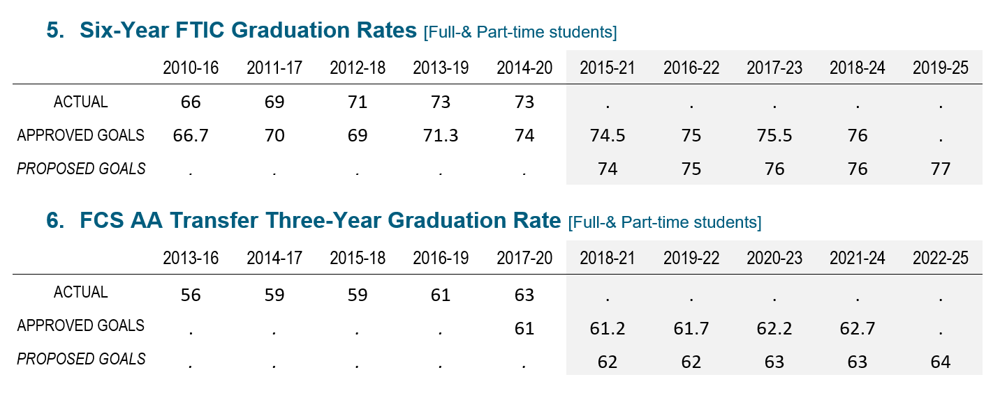 5. Six-Year FTIC Graduation Rates [Full-& Part-time students]
2010-16 2011-17 2012-18 2013-19 2014-20 2015-21 2016-22 2017-23 2018-24 2019-25
ACTUAL 66 69 71 73 73 . . . . .
APPROVED GOALS 66.7 70 69 71.3 74 74.5 75 75.5 76 .
PROPOSED GOALS . . . . . 74 75 76 76 77
6. FCS AA Transfer Three-Year Graduation Rate [Full-& Part-time students]
2013-16 2014-17 2015-18 2016-19 2017-20 2018-21 2019-22 2020-23 2021-24 2022-25
ACTUAL 56 59 59 61 63 . . . . .
APPROVED GOALS . . . . 61 61.2 61.7 62.2 62.7 .
PROPOSED GOALS . . . . . 62 62 63 63 64